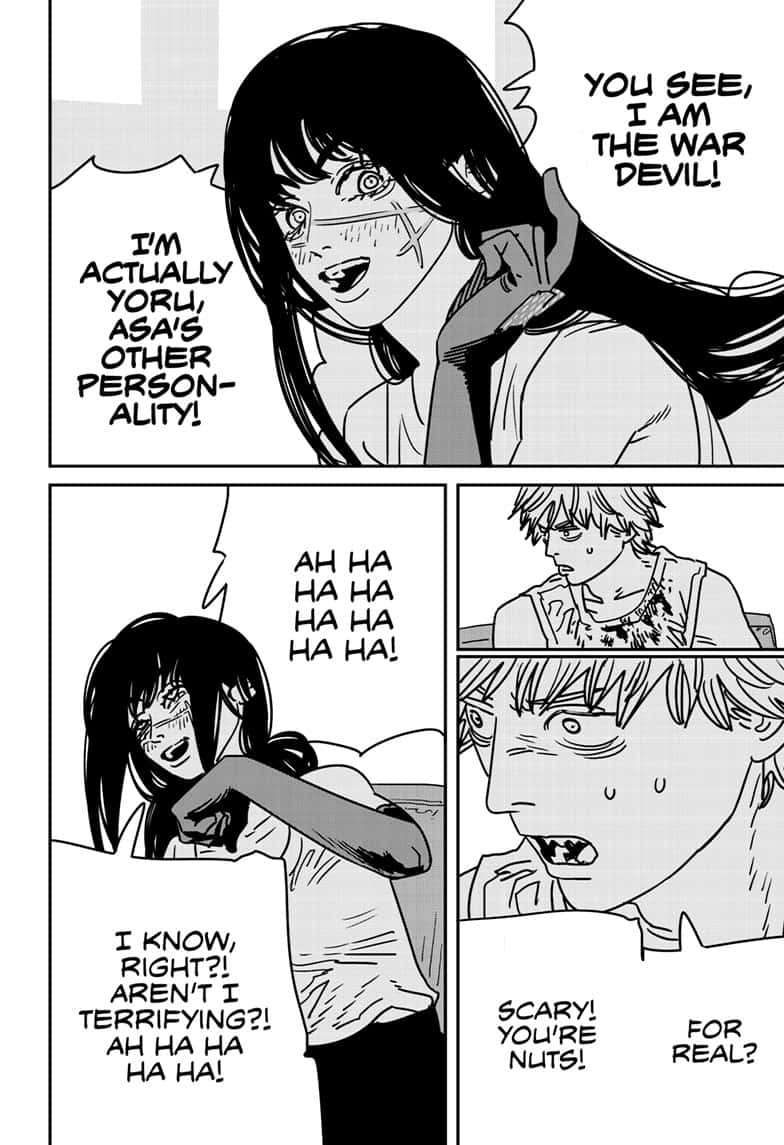 YOU SEE,
I AM
THE WAR
DEVIL!
I'M
ACTUALLY
YORU,
ASA'S
OTHER
PERSON-
ALITY!
AH HA
HA HA
HA HA
HA HA!
I KNOW,
RIGHT?!
AREN'T I
TERRIFYING?!
AH HA HA
HA HA!
FOR
REAL?
SCARY!
YOU'RE
NUTS!